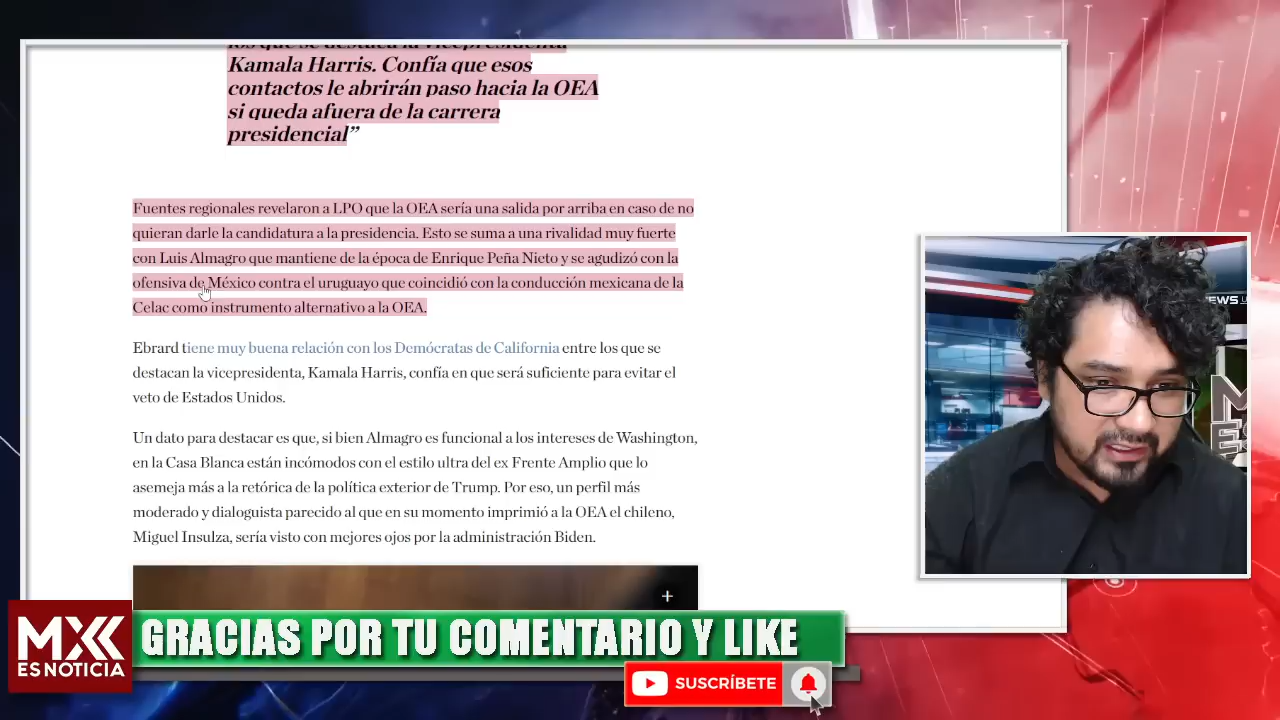 los que se destaca la vicepresidenta
Kamala Harris. Confía que esos
contactos le abrirán paso hacia la OEA
si queda afuera de la carrera
presidencial”
Fuentes regionales revelaron a LPO que la OEA sería una salida por arriba en caso de no
quieran darle la candidatura a la presidencia. Esto se suma a una rivalidad muy fuerte
con Luis Almagro que mantiene de la época de Enrique Peña Nieto y se agudizó con la
ofensiva de México contra el uruguayo que coincidió con la conducción mexicana de la
Celac como instrumento alternativo a la OEA.
Ebrard tiene muy buena relación con los Demócratas de California entre los que se
destacan la vicepresidenta, Kamala Harris, confía en que será suficiente para evitar el
veto de Estados Unidos.
Un dato para destacar es que, si bien Almagro es funcional a los intereses de Washington,
en la Casa Blanca están incómodos con el estilo ultra del ex Frente Amplio que lo
asemeja más a la retórica de la política exterior de Trump. Por eso, un perfil más
moderado y dialoguista parecido al que en su momento imprimió a la OEA el chileno,
Miguel Insulza, sería visto con mejores ojos por la administración Biden.
NEWS
MX
ES NOTICIA
GRACIAS POR TU COMENTARIO Y LIKE
SUSCRÍBETE